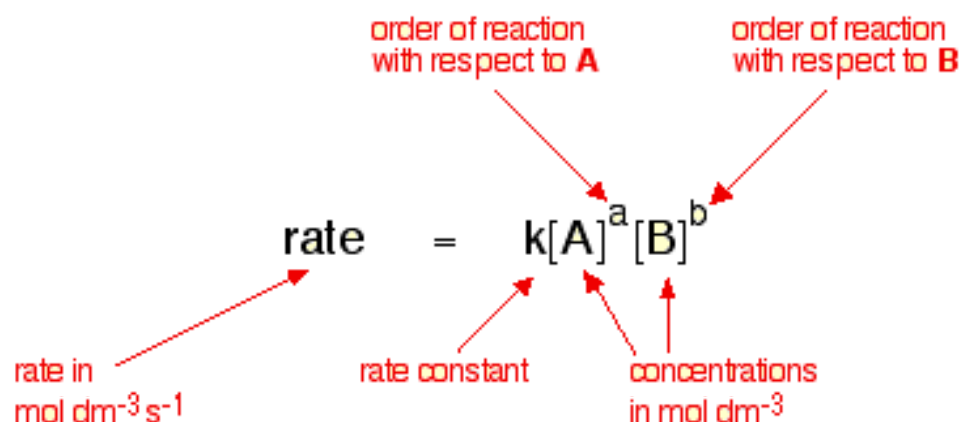 order of reaction
with respect to A
order of reaction
with respect to B
rate = k[A]ᵃ[B]ᵇ
rate in
mol dm⁻³ s⁻¹
rate constant
concentrations
in mol dm⁻³